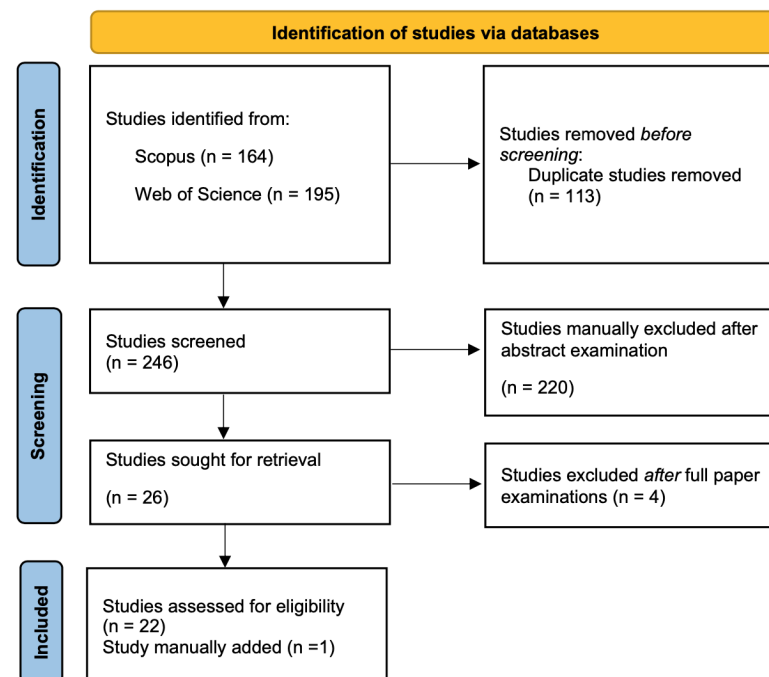 Identification of studies via databases
Identification
Studies identified from:
Scopus (n = 164)
Web of Science (n = 195)
Studies removed before
screening:
Duplicate studies removed
(n = 113)
Screening
Studies screened
(n = 246)
Studies manually excluded after
abstract examination
(n = 220)
Studies sought for retrieval
(n = 26)
Studies excluded after full paper
examinations (n = 4)
Included
Studies assessed for eligibility
(n = 22)
Study manually added (n =1)